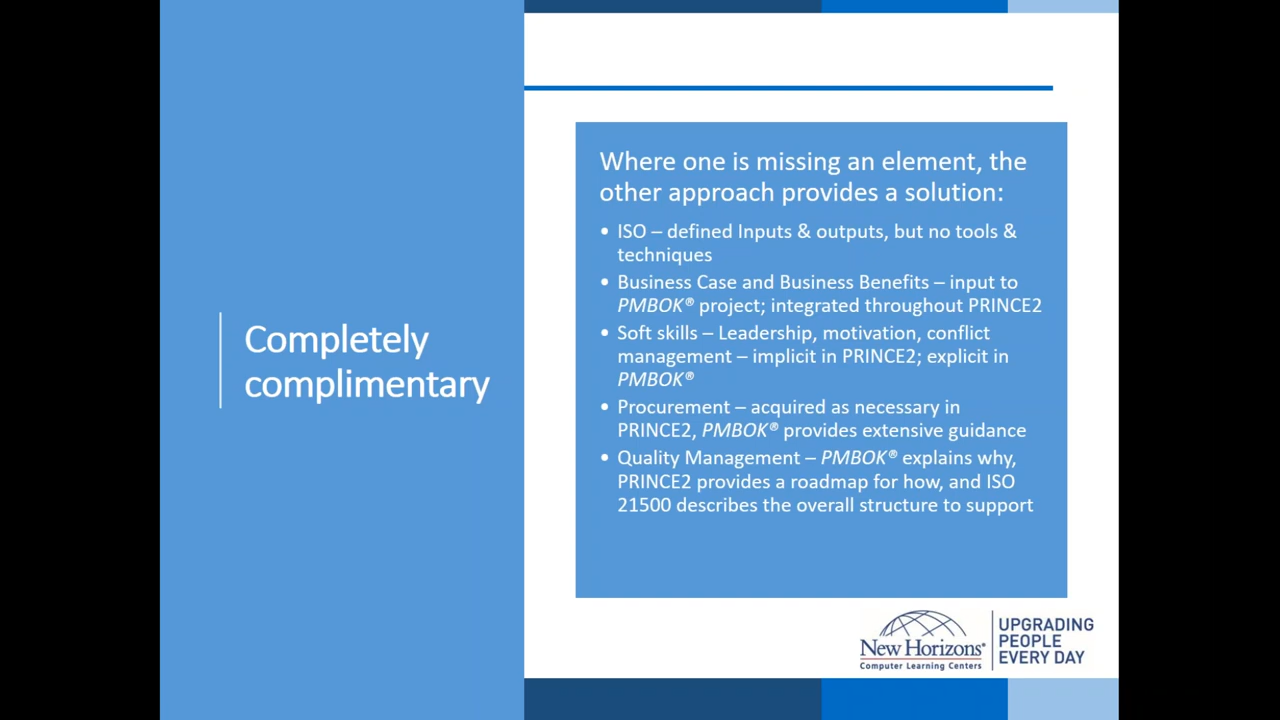 Completely
complimentary
Where one is missing an element, the
other approach provides a solution:
• ISO – defined Inputs & outputs, but no tools &
techniques
• Business Case and Business Benefits – input to
PMBOK® project; integrated throughout PRINCE2
• Soft skills – Leadership, motivation, conflict
management – implicit in PRINCE2; explicit in
PMBOK®
• Procurement – acquired as necessary in
PRINCE2, PMBOK® provides extensive guidance
• Quality Management – PMBOK® explains why,
PRINCE2 provides a roadmap for how, and ISO
21500 describes the overall structure to support
New Horizons®
Computer Learning Centers
UPGRADING
PEOPLE
EVERY DAY